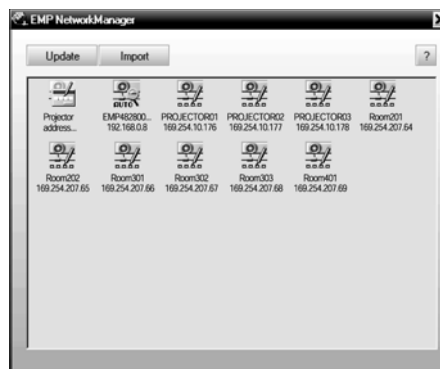 EMP NetworkManager
Update Import ?
AUTO
Projector EMP482800... PROJECTOR01 PROJECTOR02 PROJECTOR03 Room201
address... 192.168.0.8 169.254.10.176 169.254.10.177 169.254.10.178 169.254.207.64
Room202 Room301 Room302 Room303 Room401
169.254.207.65 169.254.207.66 169.254.207.67 169.254.207.68 169.254.207.69